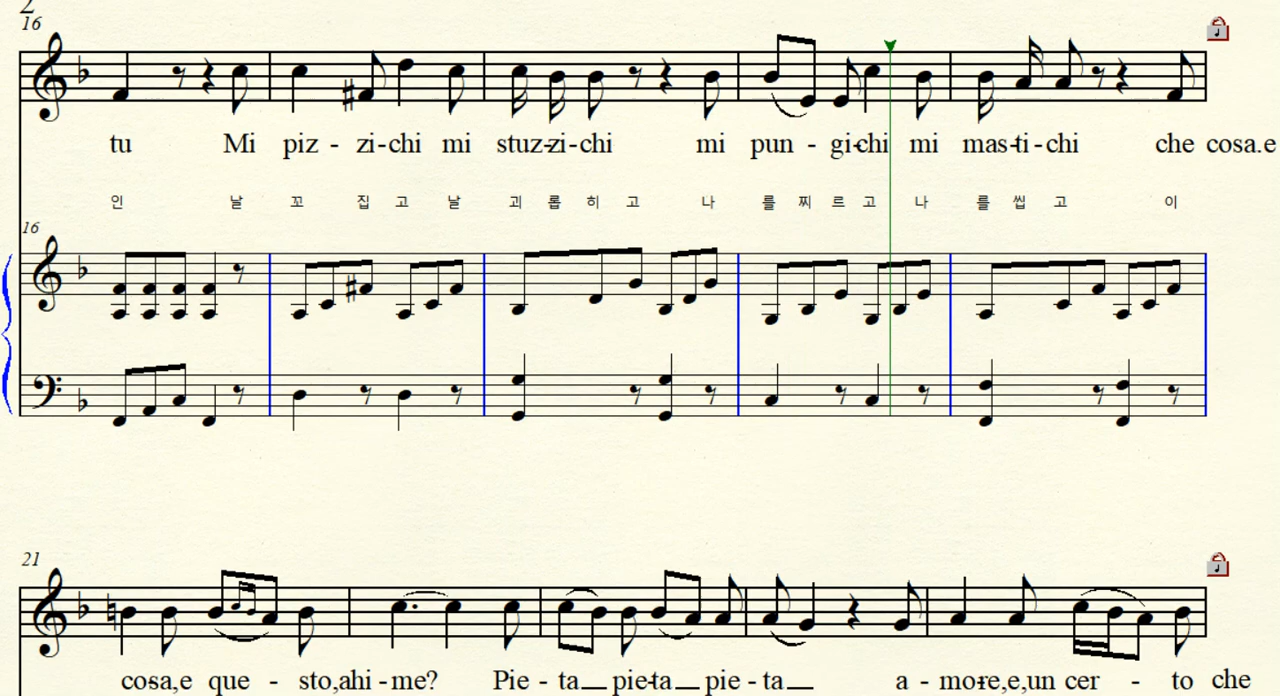 2
16
tu Mi piz - zi - chi mi stuz - zi - chi mi pun - gi - chi mi mas - ti - chi che cosa.e
인 날 꼬 집 고 날 괴 롭 히 고 나 를 찌 르 고 나 를 씹 고 이
16
21
cosa,e que - sto,ahi - me? Pie - ta pie - ta pie - ta a - more,e,un cer - to che